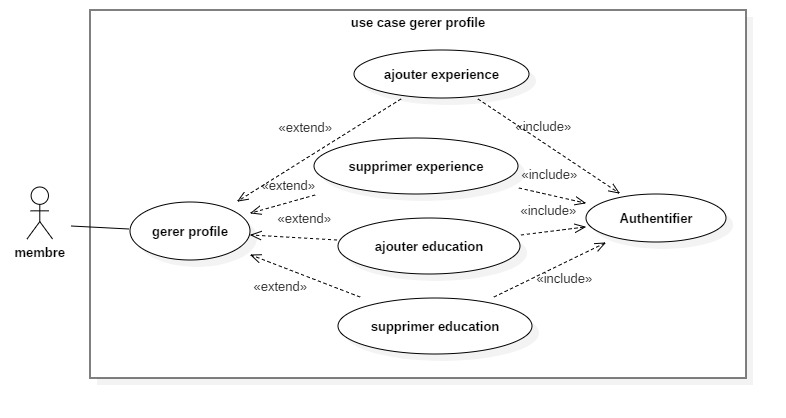 use case gerer profile
ajouter experience
«extend»
«include»
supprimer experience
«extend»
«include»
membre
gerer profile
«extend»
ajouter education
«include»
Authentifier
«extend»
supprimer education
«include»